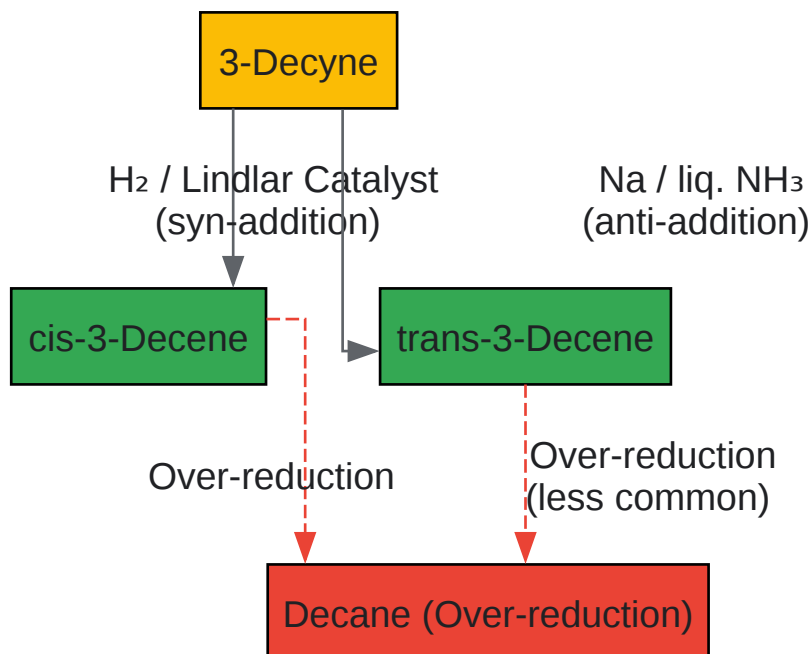 3-Decyne
H₂ / Lindlar Catalyst
(syn-addition)
Na / liq. NH₃
(anti-addition)
cis-3-Decene
trans-3-Decene
Over-reduction
Over-reduction
(less common)
Decane (Over-reduction)